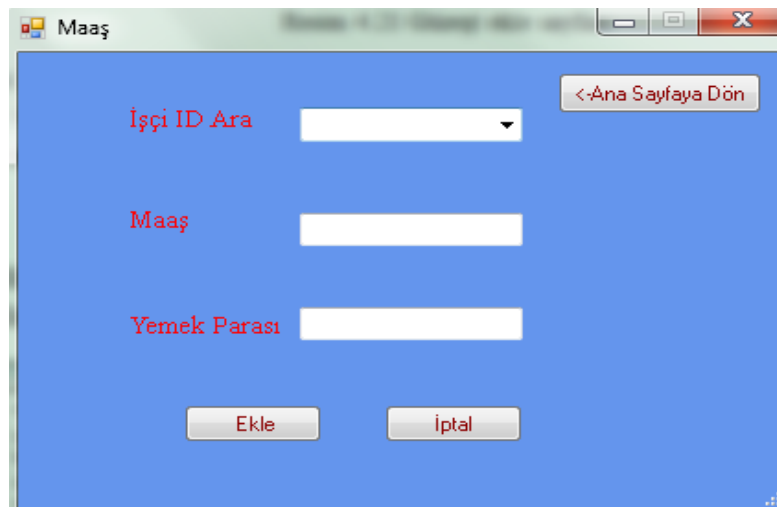 Maaş
<-Ana Sayfaya Dön
İşçi ID Ara
Maaş
Yemek Parası
Ekle
İptal